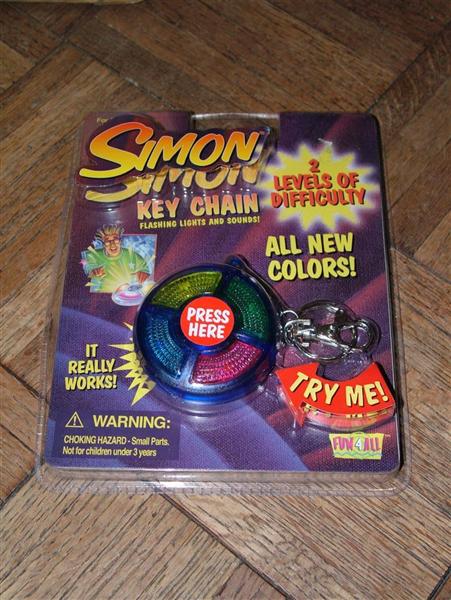 For
SIMON
KEY CHAIN
FLASHING LIGHTS AND SOUNDS!
2
LEVELS OF
DIFFICULTY
ALL NEW
COLORS!
PRESS
HERE
IT
REALLY
WORKS!
TRY ME!
WARNING:
CHOKING HAZARD - Small Parts.
Not for children under 3 years
FUN4ALL